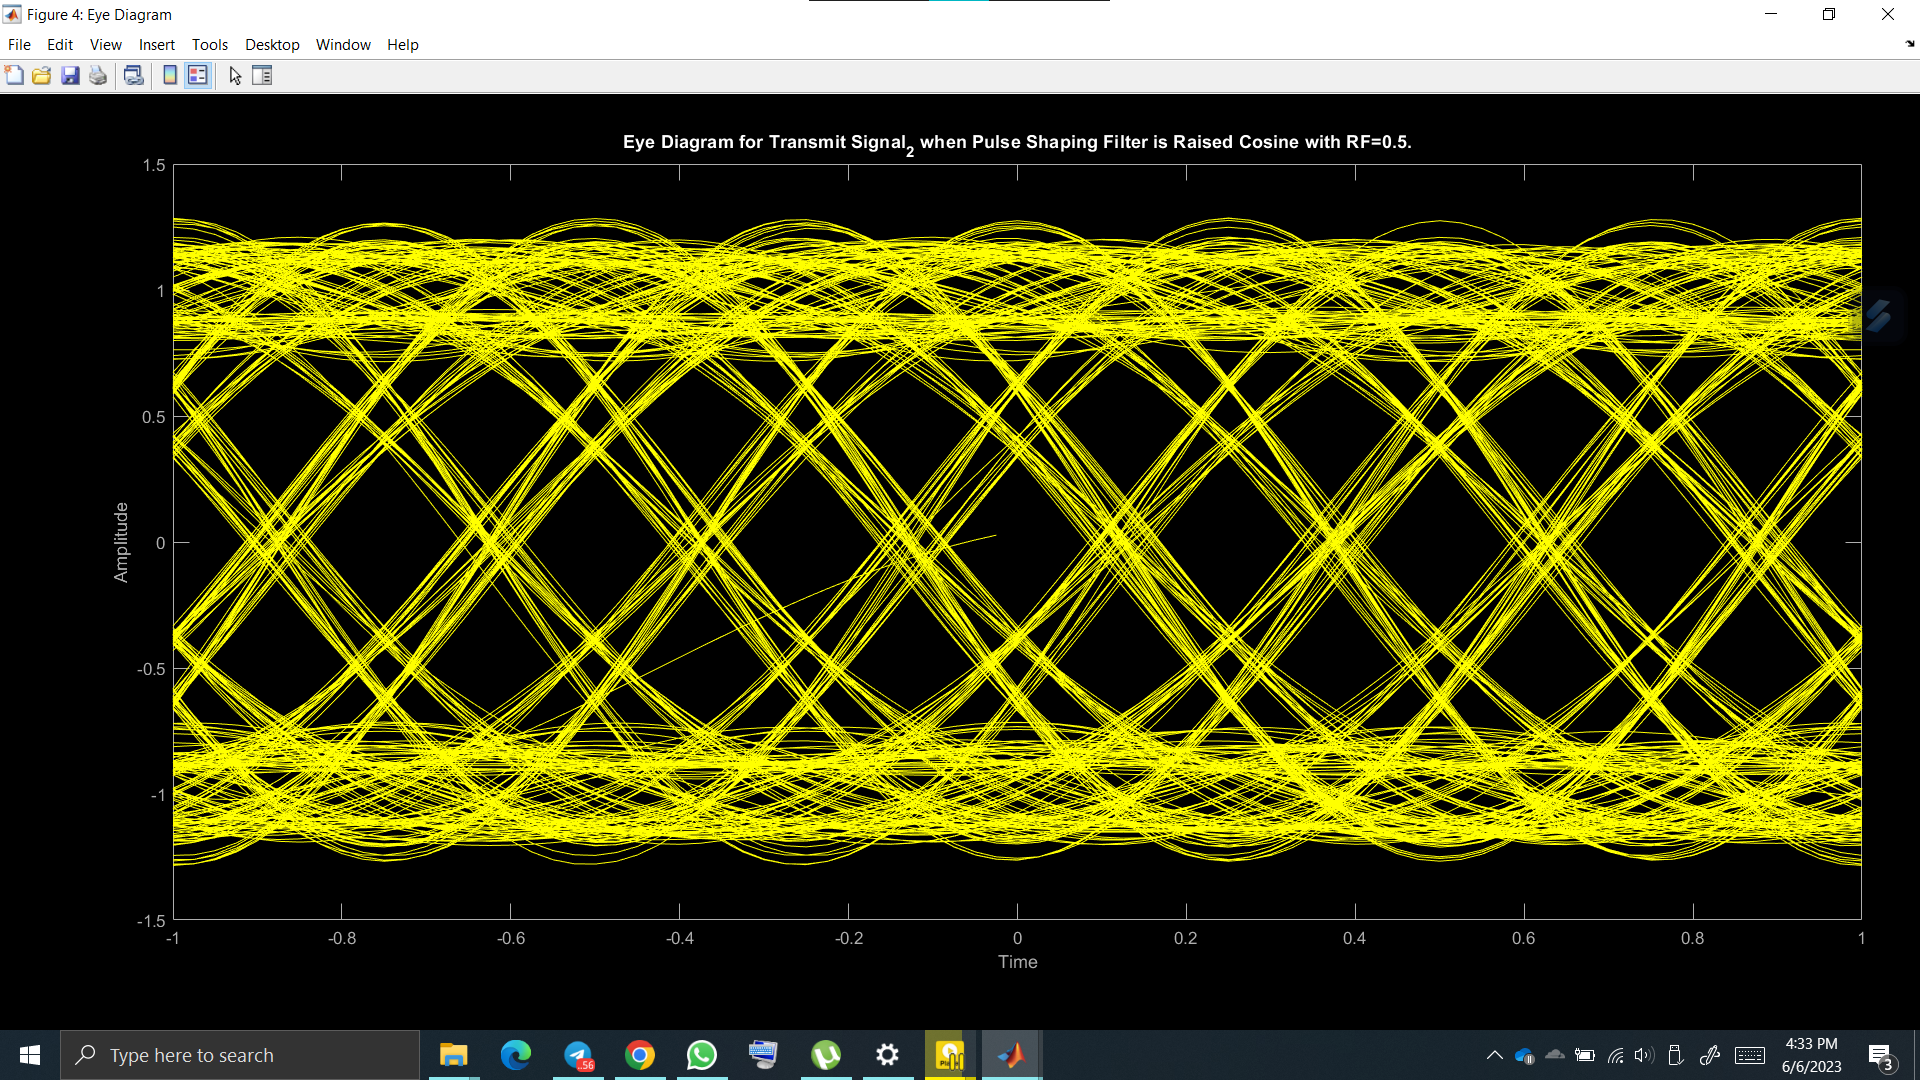 Figure 4: Eye Diagram
File Edit View Insert Tools Desktop Window Help
Eye Diagram for Transmit Signal2 when Pulse Shaping Filter is Raised Cosine with RF=0.5.
1.5
1
0.5
0
-0.5
-1
-1.5
Amplitude
-1 -0.8 -0.6 -0.4 -0.2 0 0.2 0.4 0.6 0.8 1
Time
Type here to search
..56
4:33 PM
6/6/2023
3